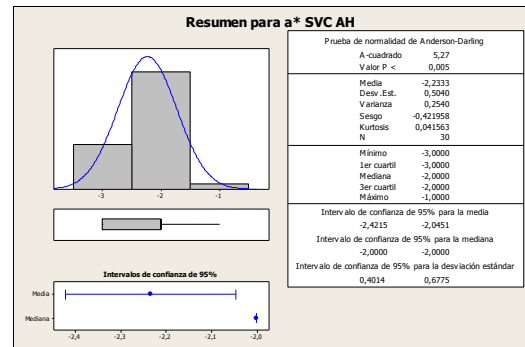 Resumen para a* SVC AH
-3 -2 -1
Intervalos de confianza de 95%
Media
Mediana
-2,4 -2,3 -2,2 -2,1 -2,0
Prueba de normalidad de Anderson-Darling
A-cuadrado 5,27
Valor P < 0,005
Media -2,2333
Desv.Est. 0,5040
Varianza 0,2540
Sesgo -0,421958
Kurtosis 0,041563
N 30
Mínimo -3,0000
1er cuartil -3,0000
Mediana -2,0000
3er cuartil -2,0000
Máximo -1,0000
Intervalo de confianza de 95% para la media
-2,4215 -2,0451
Intervalo de confianza de 95% para la mediana
-2,0000 -2,0000
Intervalo de confianza de 95% para la desviación estándar
0,4014 0,6775